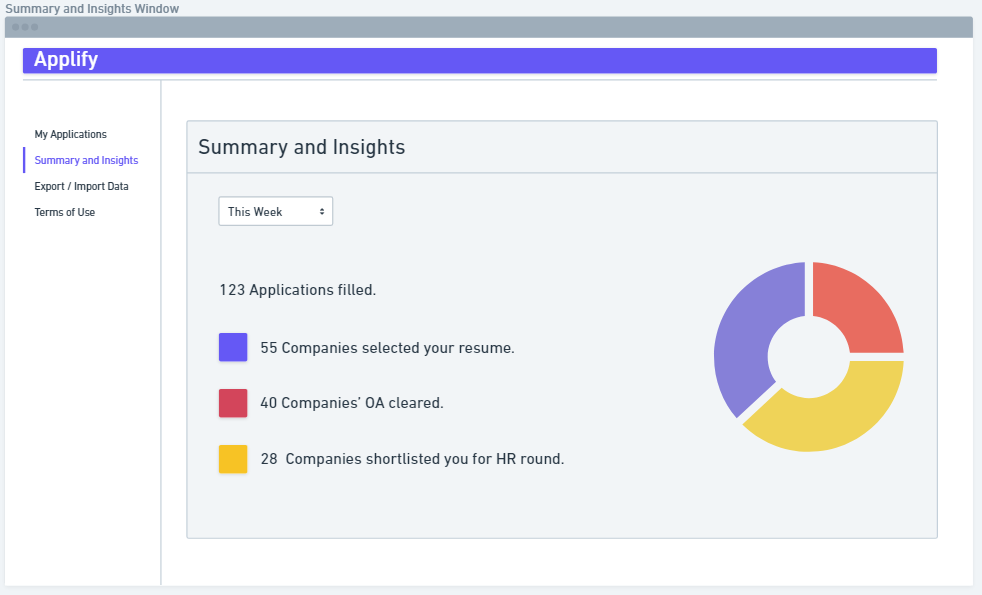 Summary and Insights Window
Applify
My Applications
Summary and Insights
Export / Import Data
Terms of Use
Summary and Insights
This Week
123 Applications filled.
55 Companies selected your resume.
40 Companies' OA cleared.
28 Companies shortlisted you for HR round.